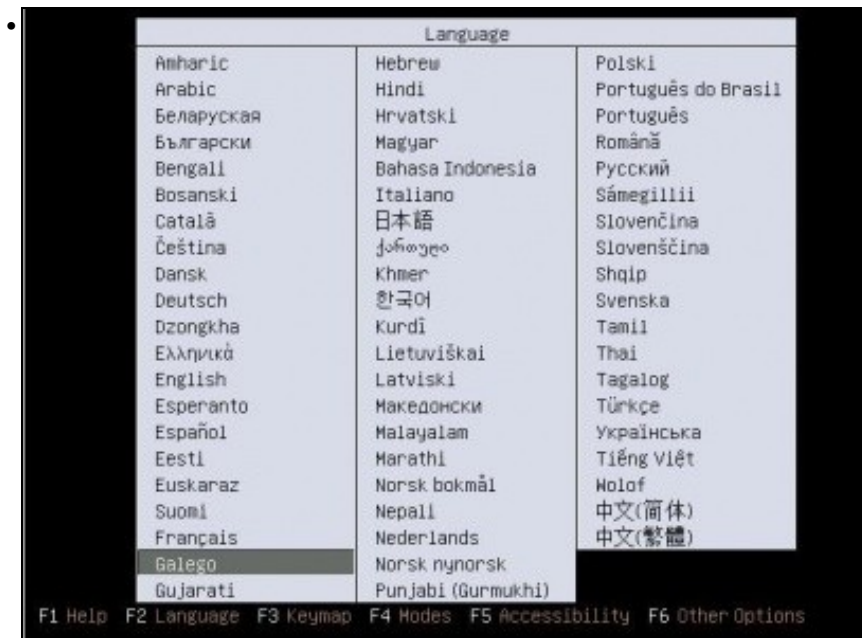 Language
Amharic
Arabic
Беларуская
Български
Bengali
Bosanski
Català
Čeština
Dansk
Deutsch
Dzongkha
Ελληνικά
English
Esperanto
Español
Eesti
Euskaraz
Suomi
Français
Galego
Gujarati
Hebrew
Hindi
Hrvatski
Magyar
Bahasa Indonesia
Italiano
日本語
ქართული
Khmer
한국어
Kurdî
Lietuviškai
Latviski
Македонски
Malayalam
Marathi
Norsk bokmål
Nepali
Nederlands
Norsk nynorsk
Punjabi (Gurmukhi)
Polski
Português do Brasil
Português
Română
Русский
Sámegillii
Slovenčina
Slovenščina
Shqip
Svenska
Tamil
Thai
Tagalog
Türkçe
Українська
Tiếng Việt
Wolof
中文(简体)
中文(繁體)
F1 Help F2 Language F3 Keymap F4 Modes F5 Accessibility F6 Other Options